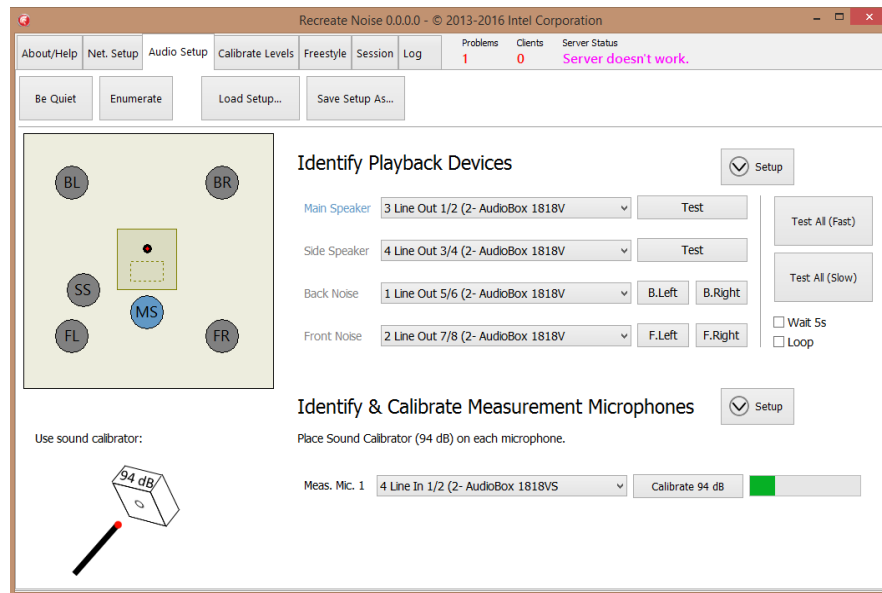 Recreate Noise 0.0.0.0 - © 2013-2016 Intel Corporation
About/Help Net. Setup Audio Setup Calibrate Levels Freestyle Session Log
Problems Clients Server Status
1 0 Server doesn't work.
Be Quiet Enumerate Load Setup... Save Setup As...
BL BR
SS
MS
FL FR
Identify Playback Devices Setup
Main Speaker 3 Line Out 1/2 (2- AudioBox 1818V Test
Side Speaker 4 Line Out 3/4 (2- AudioBox 1818V Test
Back Noise 1 Line Out 5/6 (2- AudioBox 1818V B.Left B.Right
Front Noise 2 Line Out 7/8 (2- AudioBox 1818V F.Left F.Right
Test All (Fast)
Test All (Slow)
Wait 5s
Loop
Identify & Calibrate Measurement Microphones Setup
Use sound calibrator:
94 dB
Place Sound Calibrator (94 dB) on each microphone.
Meas. Mic. 1 4 Line In 1/2 (2- AudioBox 1818VS Calibrate 94 dB